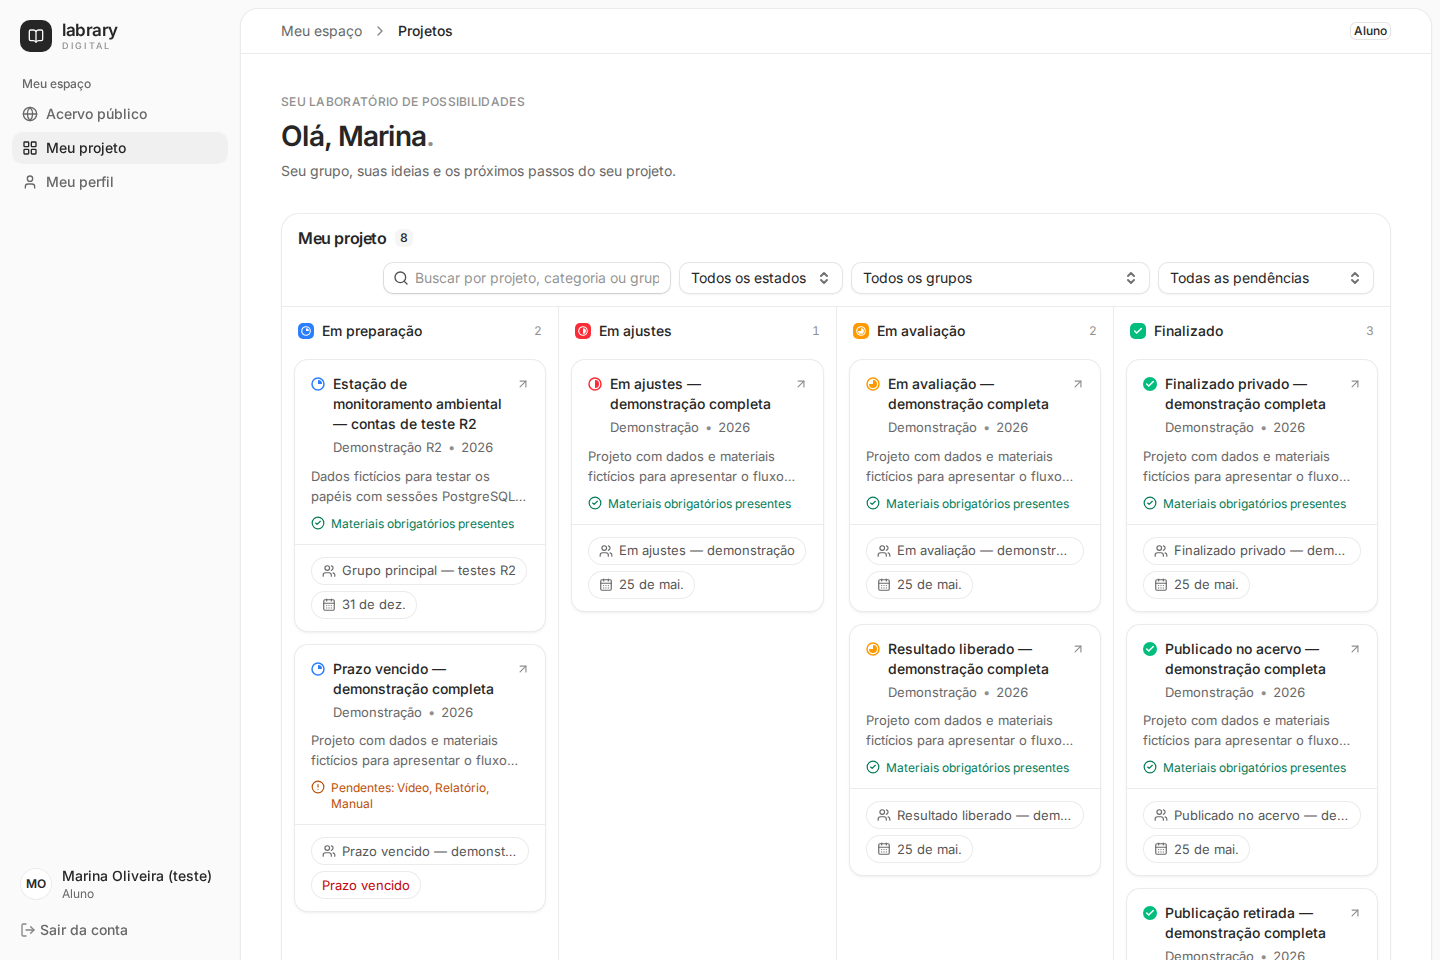 labrary
DIGITAL
Meu espaço
Acervo público
Meu projeto
Meu perfil
MO
Marina Oliveira (teste)
Aluno
Sair da conta
Meu espaço
Projetos
Aluno
SEU LABORATÓRIO DE POSSIBILIDADES
Olá, Marina.
Seu grupo, suas ideias e os próximos passos do seu projeto.
Meu projeto 8
Buscar por projeto, categoria ou grup
Todos os estados
Todos os grupos
Todas as pendências
Em preparação 2
Estação de
monitoramento ambiental
— contas de teste R2
Demonstração R2 • 2026
Dados fictícios para testar os
papéis com sessões PostgreSQL...
Materiais obrigatórios presentes
Grupo principal — testes R2
31 de dez.
Prazo vencido —
demonstração completa
Demonstração • 2026
Projeto com dados e materiais
fictícios para apresentar o fluxo...
Pendentes: Vídeo, Relatório,
Manual
Prazo vencido — demonst...
Prazo vencido
Em ajustes 1
Em ajustes —
demonstração completa
Demonstração • 2026
Projeto com dados e materiais
fictícios para apresentar o fluxo...
Materiais obrigatórios presentes
Em ajustes — demonstração
25 de mai.
Em avaliação 2
Em avaliação —
demonstração completa
Demonstração • 2026
Projeto com dados e materiais
fictícios para apresentar o fluxo...
Materiais obrigatórios presentes
Em avaliação — demonstr...
25 de mai.
Resultado liberado —
demonstração completa
Demonstração • 2026
Projeto com dados e materiais
fictícios para apresentar o fluxo...
Materiais obrigatórios presentes
Resultado liberado — dem...
25 de mai.
Finalizado 3
Finalizado privado —
demonstração completa
Demonstração • 2026
Projeto com dados e materiais
fictícios para apresentar o fluxo...
Materiais obrigatórios presentes
Finalizado privado — dem...
25 de mai.
Publicado no acervo —
demonstração completa
Demonstração • 2026
Projeto com dados e materiais
fictícios para apresentar o fluxo...
Materiais obrigatórios presentes
Publicado no acervo — de...
25 de mai.
Publicação retirada —
demonstração completa
Demonstração • 2026